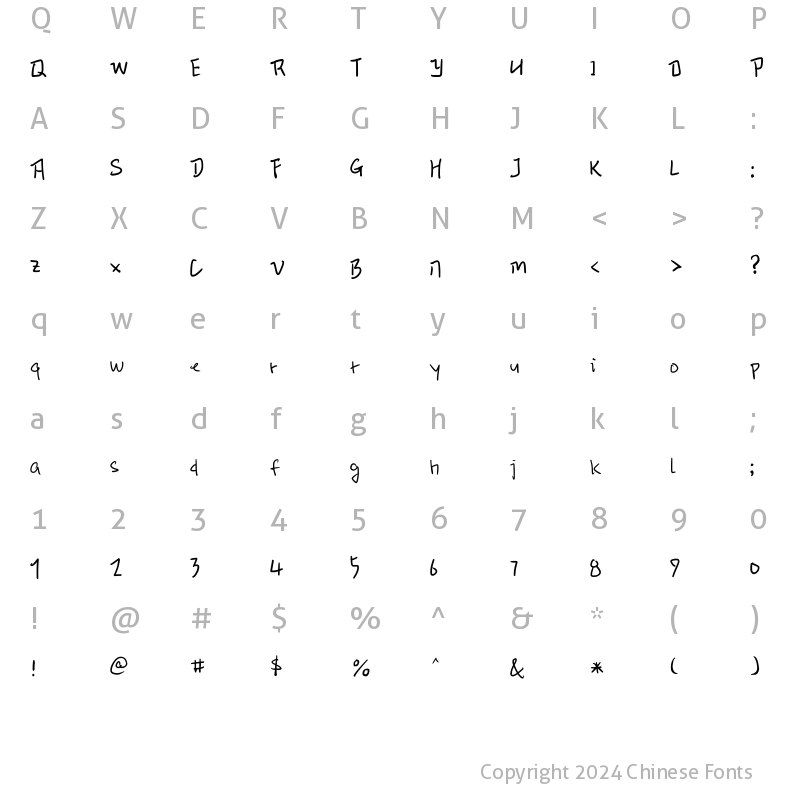 Q W E R T Y U I O P
Q W E R T Y U I O P
A S D F G H J K L :
A S D F G H J K L :
Z X C V B N M < > ?
Z X C V B N M < > ?
q w e r t y u i o p
q w e r t y u i o p
a s d f g h j k l ;
a s d f g h j k l ;
1 2 3 4 5 6 7 8 9 0
1 2 3 4 5 6 7 8 9 0
! @ # $ % ^ & * ( )
! @ # $ % ^ & * ( )
Copyright 2024 Chinese Fonts